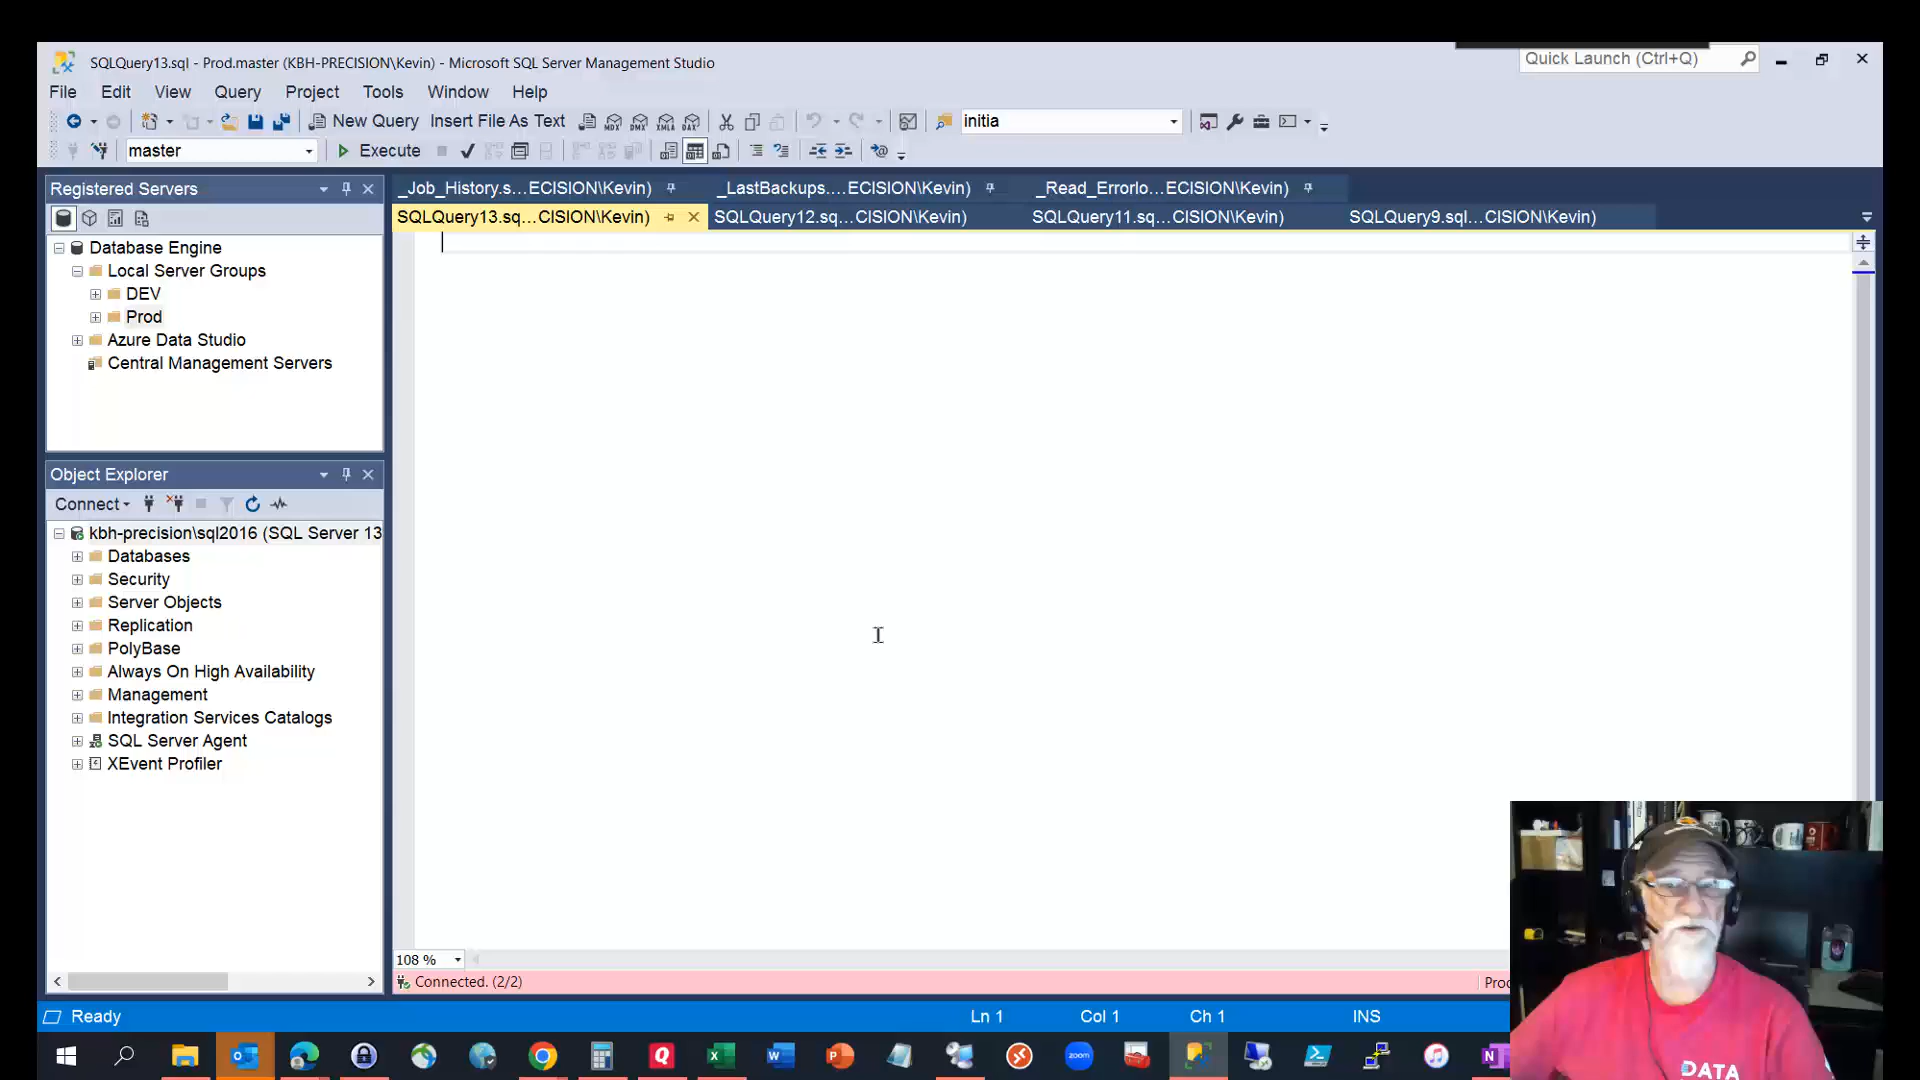 SQLQuery13.sql - Prod.master (KBH-PRECISION\Kevin) - Microsoft SQL Server Management Studio
Quick Launch (Ctrl+Q)
File Edit View Query Project Tools Window Help
New Query Insert File As Text initia
master Execute
Registered Servers
_Job_History.s...ECISION\Kevin) _LastBackups....ECISION\Kevin) _Read_Errorlo...ECISION\Kevin)
SQLQuery13.sq...CISION\Kevin) SQLQuery12.sq...CISION\Kevin) SQLQuery11.sq...CISION\Kevin) SQLQuery9.sql...CISION\Kevin)
Database Engine
Local Server Groups
DEV
Prod
Azure Data Studio
Central Management Servers
Object Explorer
Connect
kbh-precision\sql2016 (SQL Server 13
Databases
Security
Server Objects
Replication
PolyBase
Always On High Availability
Management
Integration Services Catalogs
SQL Server Agent
XEvent Profiler
108 %
Connected. (2/2)
Ready Ln 1 Col 1 Ch 1 INS
zoom
DATA